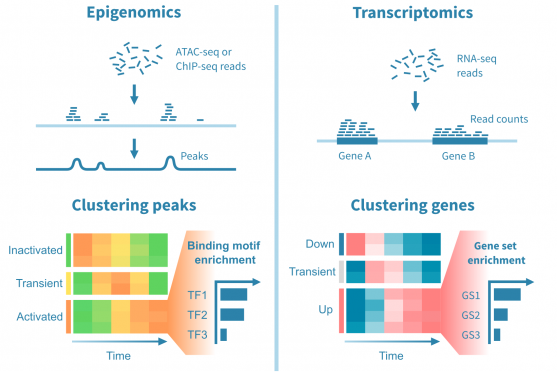 Epigenomics
ATAC-seq or
ChIP-seq reads
Peaks
Clustering peaks
Inactivated
Transient
Activated
Time
Binding motif
enrichment
TF1
TF2
TF3
Transcriptomics
RNA-seq
reads
Read counts
Gene A
Gene B
Clustering genes
Down
Transient
Up
Time
Gene set
enrichment
GS1
GS2
GS3